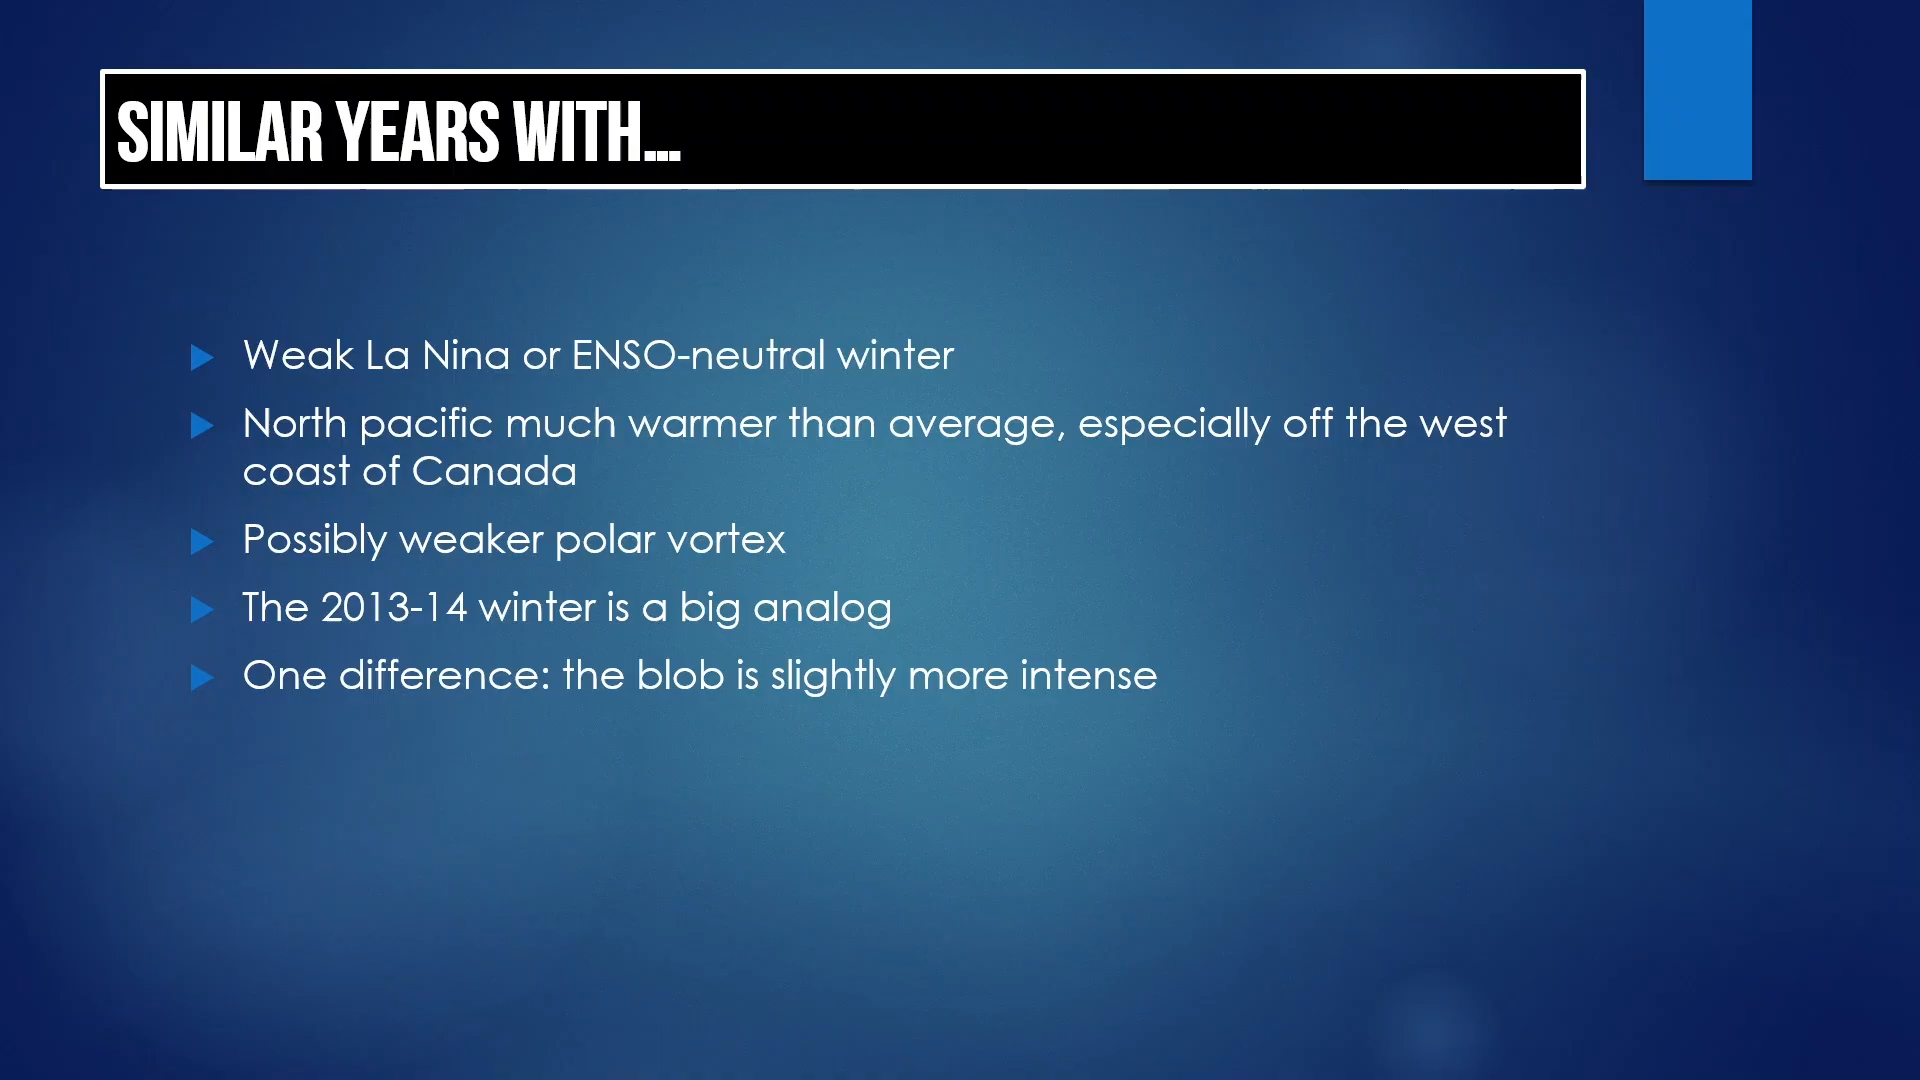 SIMILAR YEARS WITH...
Weak La Nina or ENSO-neutral winter
North pacific much warmer than average, especially off the west
coast of Canada
Possibly weaker polar vortex
The 2013-14 winter is a big analog
One difference: the blob is slightly more intense